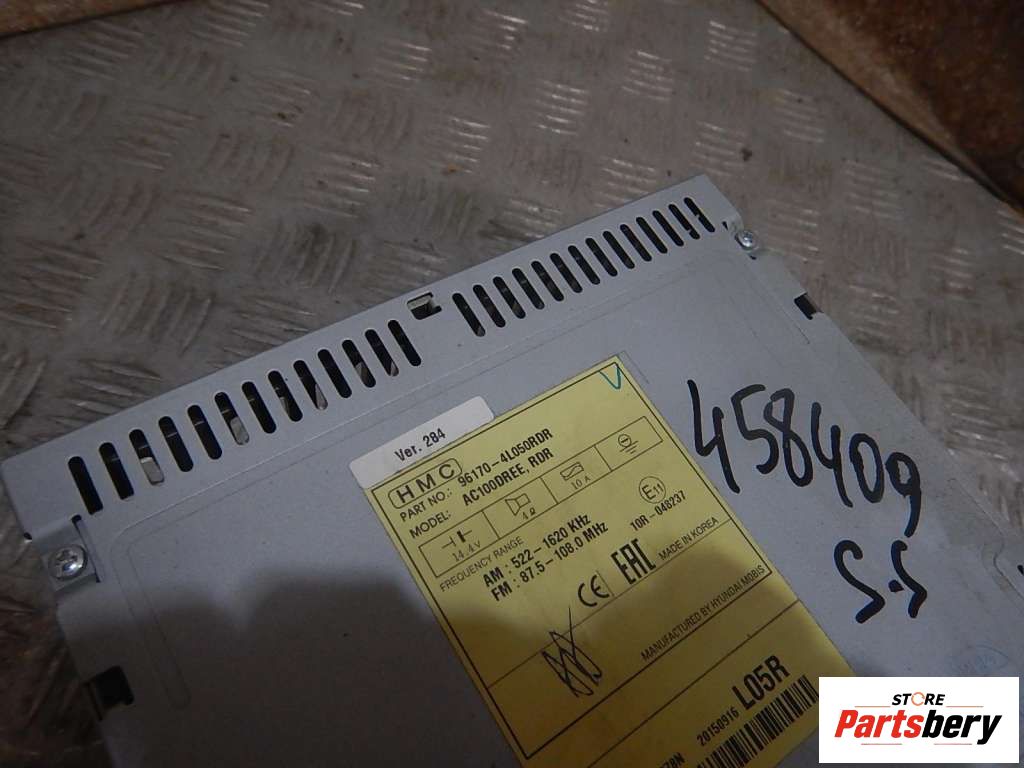 Ver. 284
HMC
PART NO.: 96170-4L050RDR
MODEL: AC100DREE, RDR
14.4V
4Ω
10A
FREQUENCY RANGE
AM : 522-1620 KHz
FM : 87.5-108.0 MHz
E11
10R-048237
CE EAC MADE IN KOREA
MANUFACTURED BY HYUNDAI MOBIS
20150916 L05R
458409
S.S
STORE
Partsbery